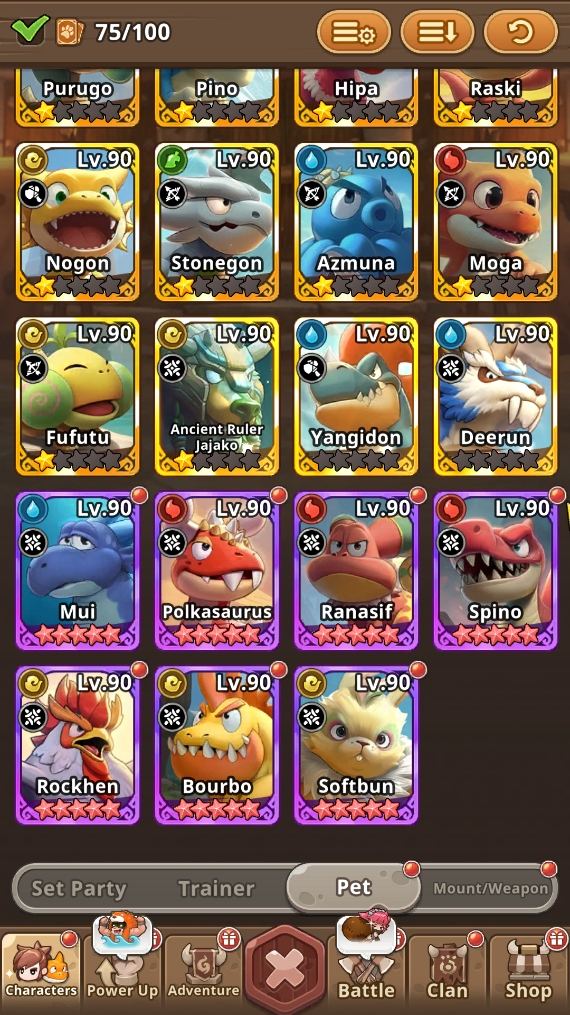 75/100
Purugo Pino Hipa Raski
Lv.90 Lv.90 Lv.90 Lv.90
Nogon Stonegon Azmuna Moga
Lv.90 Lv.90 Lv.90 Lv.90
Fufutu Ancient Ruler Jajako Yangidon Deerun
Lv.90 Lv.90 Lv.90 Lv.90
Mui Polkasaurus Ranasif Spino
Lv.90 Lv.90 Lv.90
Rockhen Bourbo Softbun
Set Party Trainer Pet Mount/Weapon
Characters Power Up Adventure Battle Clan Shop